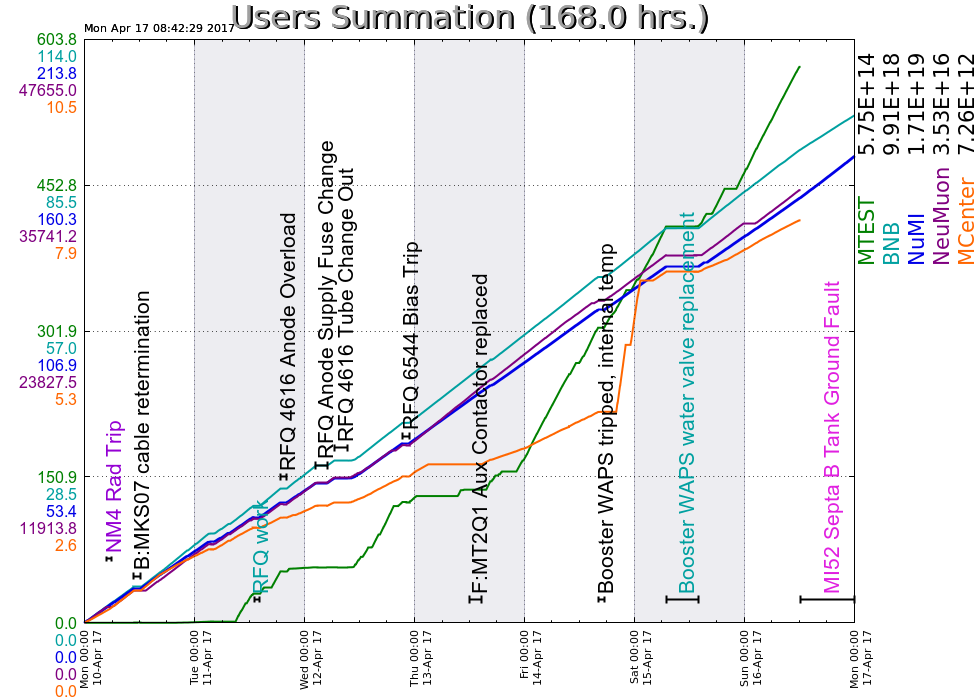 Users Summation (168.0 hrs.)
Mon Apr 17 08:42:29 2017
603.8
114.0
213.8
47655.0
10.5
452.8
85.5
160.3
35741.2
7.9
301.9
57.0
106.9
23827.5
5.3
150.9
28.5
53.4
11913.8
2.6
0.0
0.0
0.0
0.0
0.0
NM4 Rad Trip
B:MKS07 cable retermination
RFQ work
RFQ 4616 Anode Overload
RFQ Anode Supply Fuse Change
RFQ 4616 Tube Change Out
RFQ 6544 Bias Trip
F:MT2Q1 Aux Contactor replaced
Booster WAPS tripped, internal temp
Booster WAPS water valve replacement
MI52 Septa B Tank Ground Fault
Mon 00:00
10-Apr 17
Tue 00:00
11-Apr 17
Wed 00:00
12-Apr 17
Thu 00:00
13-Apr 17
Fri 00:00
14-Apr 17
Sat 00:00
15-Apr 17
Sun 00:00
16-Apr 17
Mon 00:00
17-Apr 17
MTEST 5.75E+14
BNB 9.91E+18
NuMI 1.71E+19
NeuMuon 3.53E+16
MCenter 7.26E+12